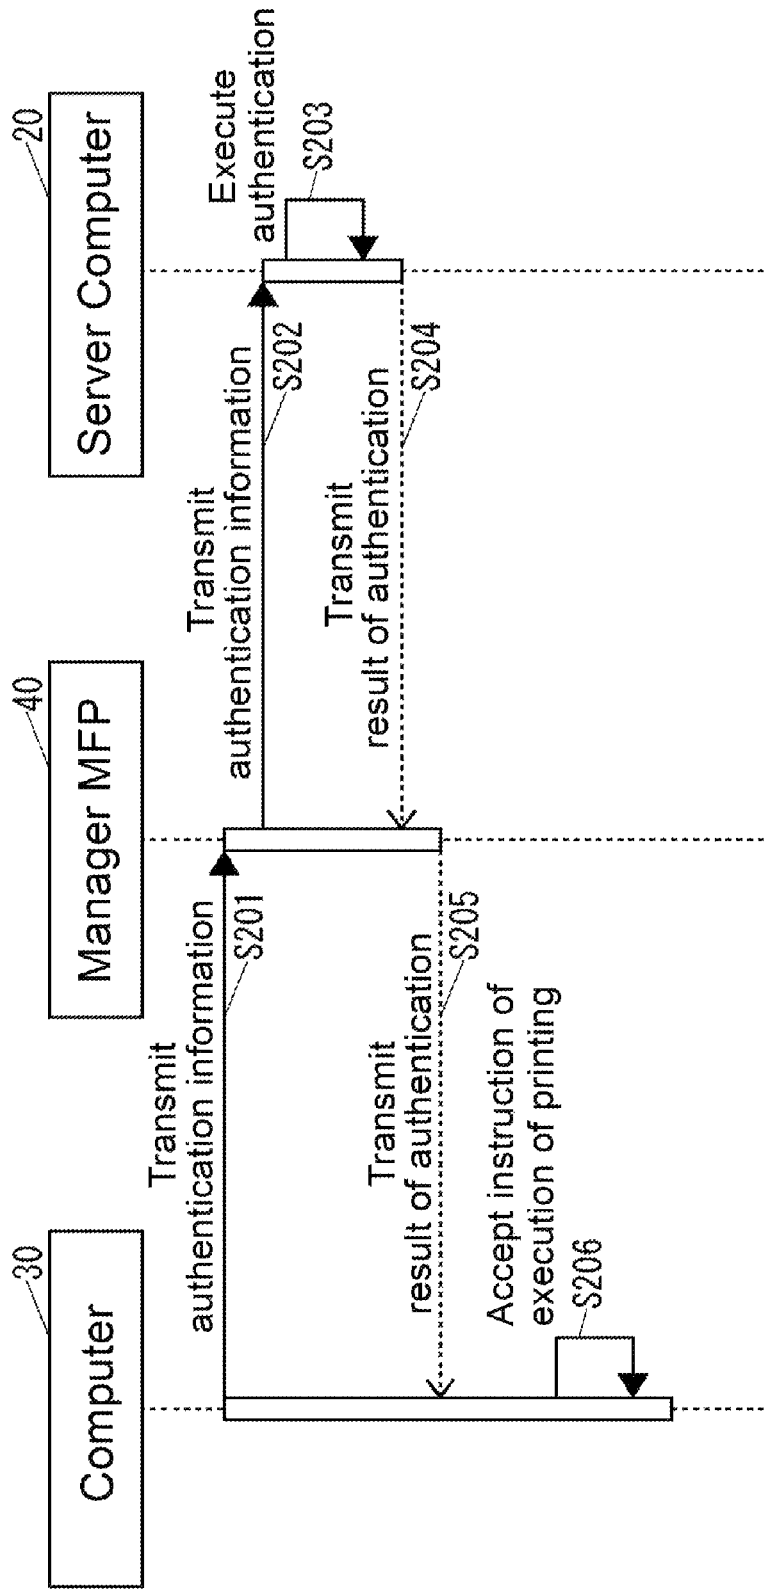 30
Computer
40
Manager MFP
20
Server Computer
Transmit
authentication information
S201
Transmit
authentication information
S202
Execute
authentication
S203
Transmit
result of authentication
S204
Transmit
result of authentication
S205
Accept instruction of
execution of printing
S206